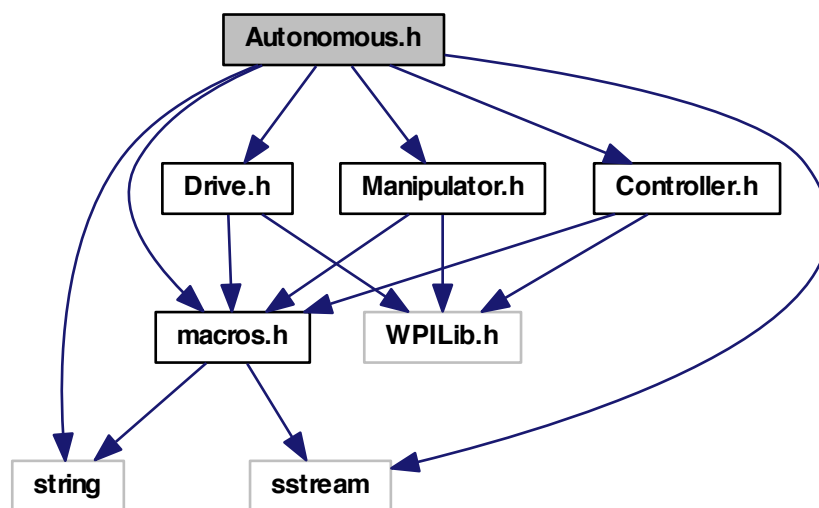 Autonomous.h
Drive.h
Manipulator.h
Controller.h
macros.h
WPILib.h
string
sstream